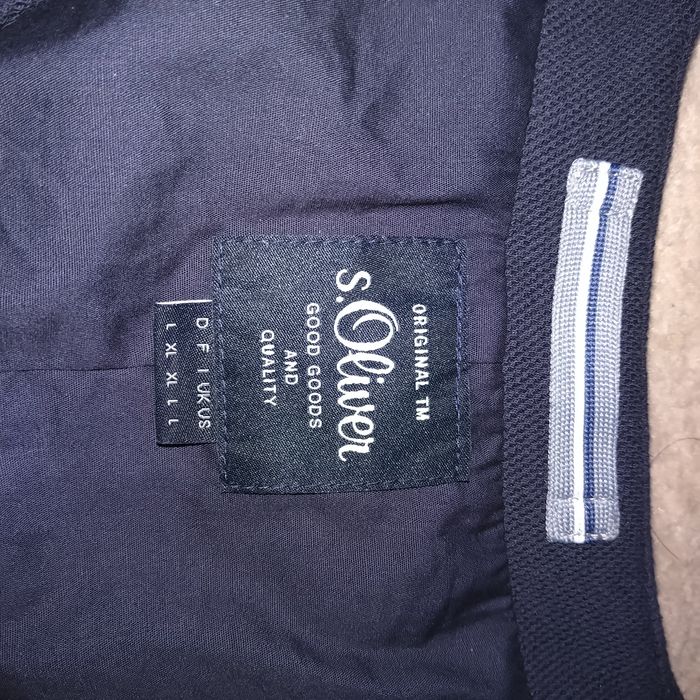 ORIGINAL TM
s.Oliver
GOOD GOODS
AND
QUALITY
D F I UK US
L XL XL L L